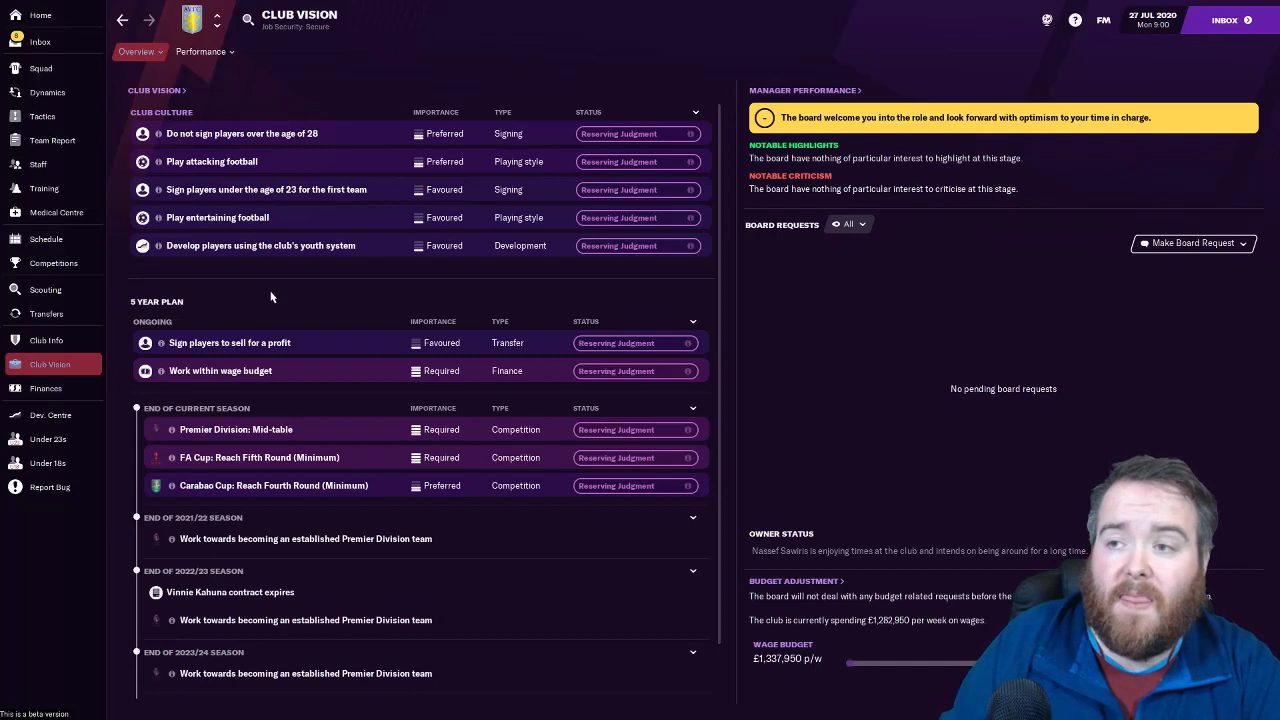 Home
CLUB VISION
Job Security: Secure
27 JUL 2020
Mon 9:00
FM
INBOX
8
Inbox
Squad
Dynamics
Tactics
Team Report
Staff
Training
Medical Centre
Schedule
Competitions
Scouting
Transfers
Club Info
Club Vision
Finances
Dev. Centre
Under 23s
Under 18s
Report Bug
This is a beta version
Overview
Performance
CLUB VISION
CLUB CULTURE IMPORTANCE TYPE STATUS
Do not sign players over the age of 28 Preferred Signing Reserving Judgment
Play attacking football Preferred Playing style Reserving Judgment
Sign players under the age of 23 for the first team Favoured Signing Reserving Judgment
Play entertaining football Favoured Playing style Reserving Judgment
Develop players using the club's youth system Favoured Development Reserving Judgment
5 YEAR PLAN
ONGOING IMPORTANCE TYPE STATUS
Sign players to sell for a profit Favoured Transfer Reserving Judgment
Work within wage budget Required Finance Reserving Judgment
END OF CURRENT SEASON IMPORTANCE TYPE STATUS
Premier Division: Mid-table Required Competition Reserving Judgment
FA Cup: Reach Fifth Round (Minimum) Required Competition Reserving Judgment
Carabao Cup: Reach Fourth Round (Minimum) Preferred Competition Reserving Judgment
END OF 2021/22 SEASON
Work towards becoming an established Premier Division team
END OF 2022/23 SEASON
Vinnie Kahuna contract expires
Work towards becoming an established Premier Division team
END OF 2023/24 SEASON
Work towards becoming an established Premier Division team
MANAGER PERFORMANCE
The board welcome you into the role and look forward with optimism to your time in charge.
NOTABLE HIGHLIGHTS
The board have nothing of particular interest to highlight at this stage.
NOTABLE CRITICISM
The board have nothing of particular interest to criticise at this stage.
BOARD REQUESTS
All
Make Board Request
No pending board requests
OWNER STATUS
Nassef Sawiris is enjoying times at the club and intends on being around for a long time.
BUDGET ADJUSTMENT
The board will not deal with any budget related requests before the
The club is currently spending £1,282,950 per week on wages.
WAGE BUDGET
£1,337,950 p/w